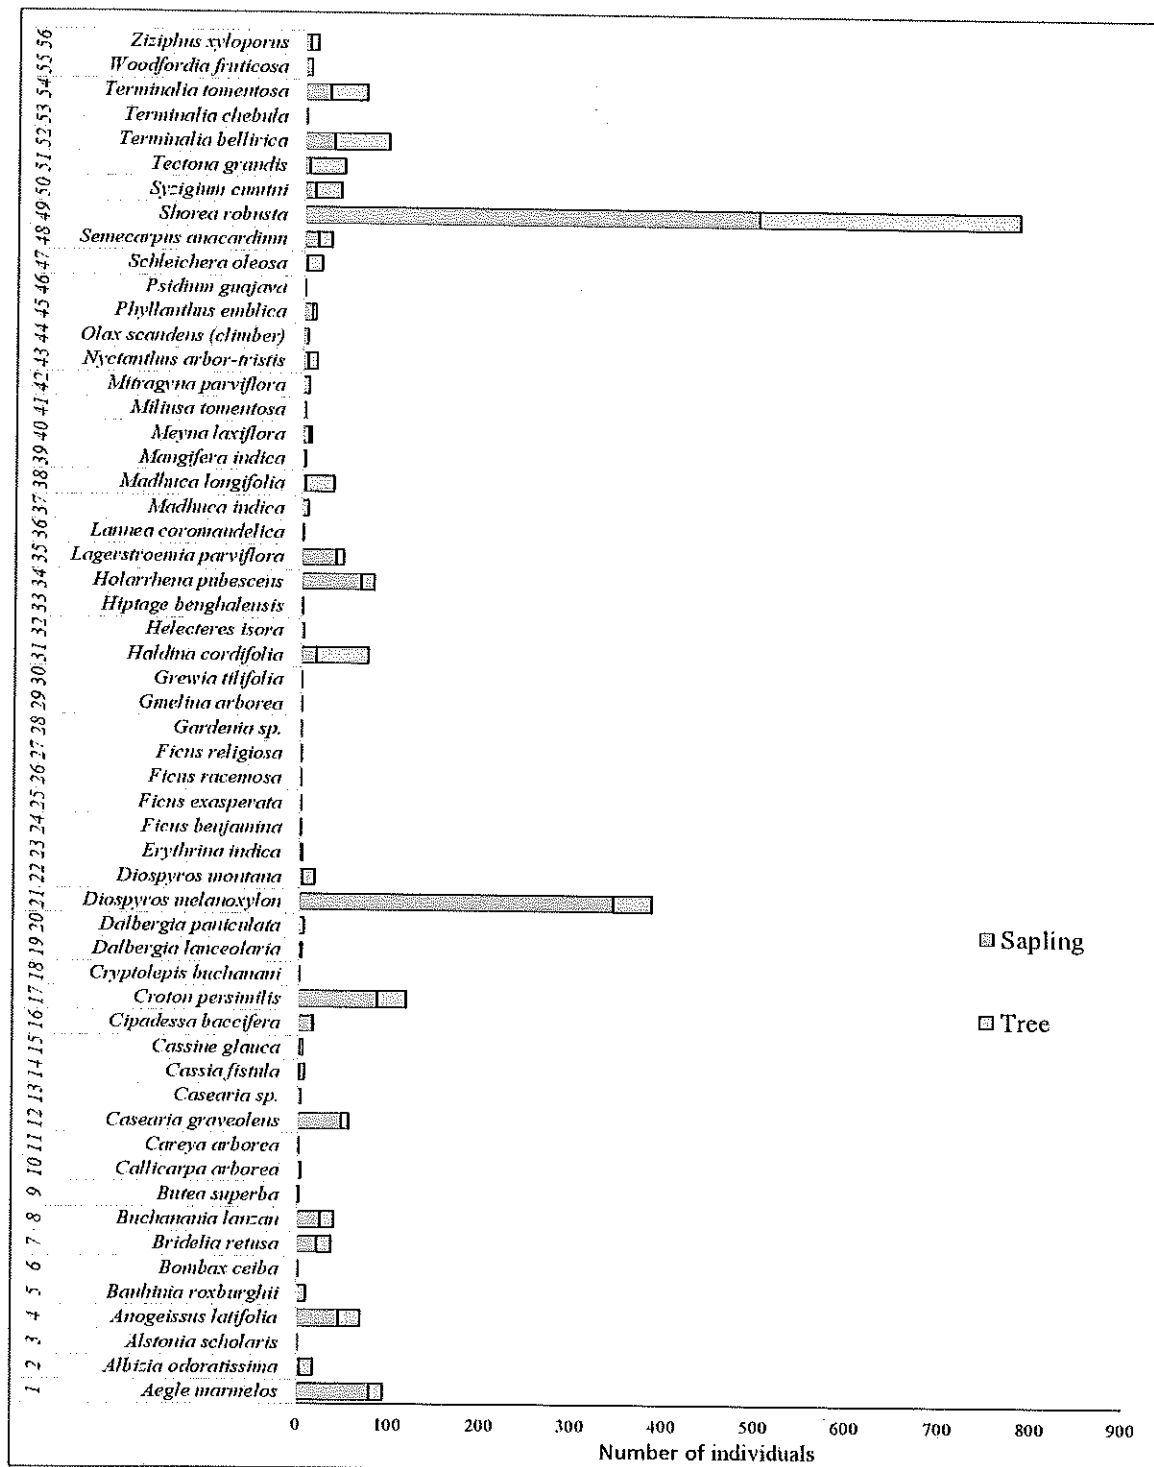 56 Ziziphus xyloporus
55 Woodfordia fruticosa
54 Terminalia tomentosa
53 Terminalia chebula
52 Terminalia bellirica
51 Tectona grandis
50 Syzigium cumini
49 Shorea robusta
48 Semecarpus anacardium
47 Schleichera oleosa
46 Psidium guajava
45 Phyllanthus emblica
44 Olax scandens (climber)
43 Nyctanthus arbor-tristis
42 Mitragyna parviflora
41 Miliusa tomentosa
40 Meyna laxiflora
39 Mangifera indica
38 Madhuca longifolia
37 Madhuca indica
36 Lannea coromandelica
35 Lagerstroemia parviflora
34 Holarrhena pubescens
33 Hiptage benghalensis
32 Helecteres isora
31 Haldina cordifolia
30 Grewia tilifolia
29 Gmelina arborea
28 Gardenia sp.
27 Ficus religiosa
26 Ficus racemosa
25 Ficus exasperata
24 Ficus benjamina
23 Erythrina indica
22 Diospyros montana
21 Diospyros melanoxylon
20 Dalbergia paniculata
19 Dalbergia lanceolaria
18 Cryptolepis buchanani
17 Croton persimilis
16 Cipadessa baccifera
15 Cassine glauca
14 Cassia fistula
13 Casearia sp.
12 Casearia graveolens
11 Careya arborea
10 Callicarpa arborea
9 Butea superba
8 Buchanania lanzan
7 Bridelia retusa
6 Bombax ceiba
5 Bauhinia roxburghii
4 Anogeissus latifolia
3 Alstonia scholaris
2 Albizia odoratissima
1 Aegle marmelos
Sapling
Tree
0 100 200 300 400 500 600 700 800 900
Number of individuals